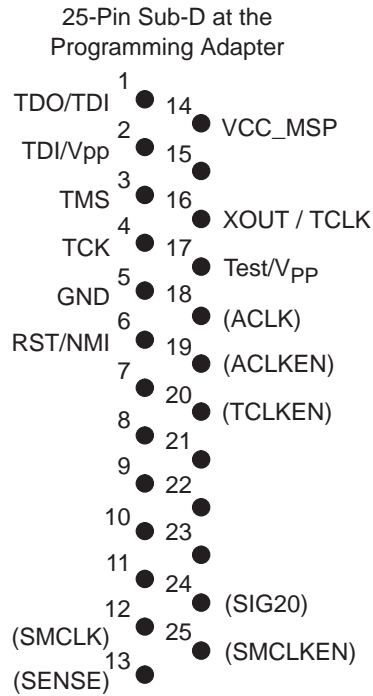 25-Pin Sub-D at the
Programming Adapter
1
TDO/TDI
14
VCC_MSP
2
TDI/Vpp
15
3
TMS
16
XOUT / TCLK
4
TCK
17
Test/VPP
5
GND
18
(ACLK)
6
RST/NMI
19
(ACLKEN)
7
20
(TCLKEN)
8
21
9
22
10
23
11
24
(SIG20)
12
(SMCLK)
25
(SMCLKEN)
13
(SENSE)